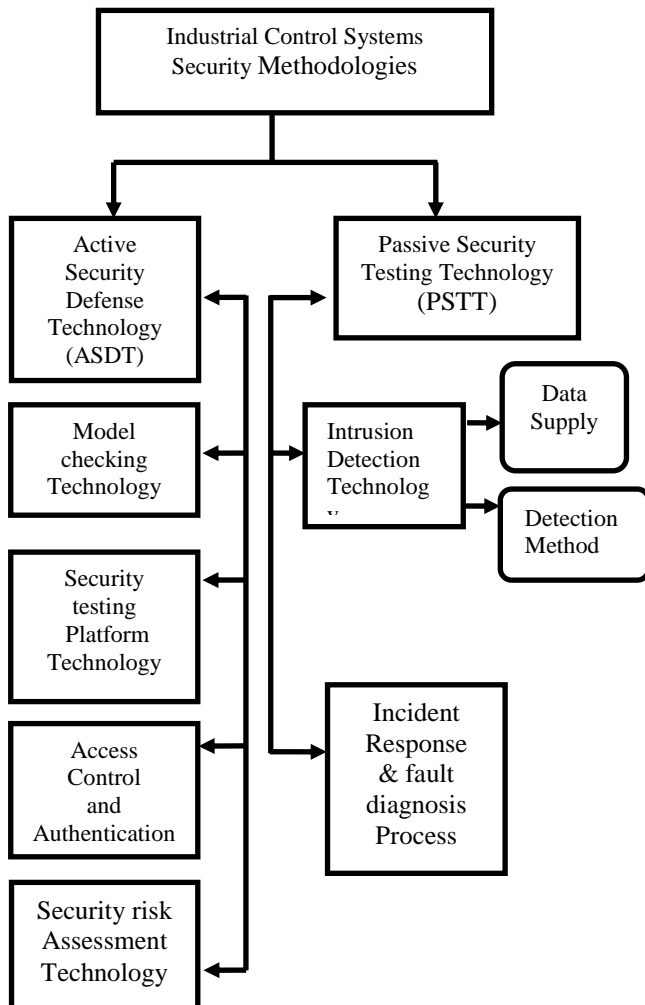 Industrial Control Systems
Security Methodologies
Active
Security
Defense
Technology
(ASDT)
Passive Security
Testing Technology
(PSTT)
Model
checking
Technology
Intrusion
Detection
Technolog
y
Data
Supply
Detection
Method
Security
testing
Platform
Technology
Access
Control
and
Authentication
Incident
Response
& fault
diagnosis
Process
Security risk
Assessment
Technology